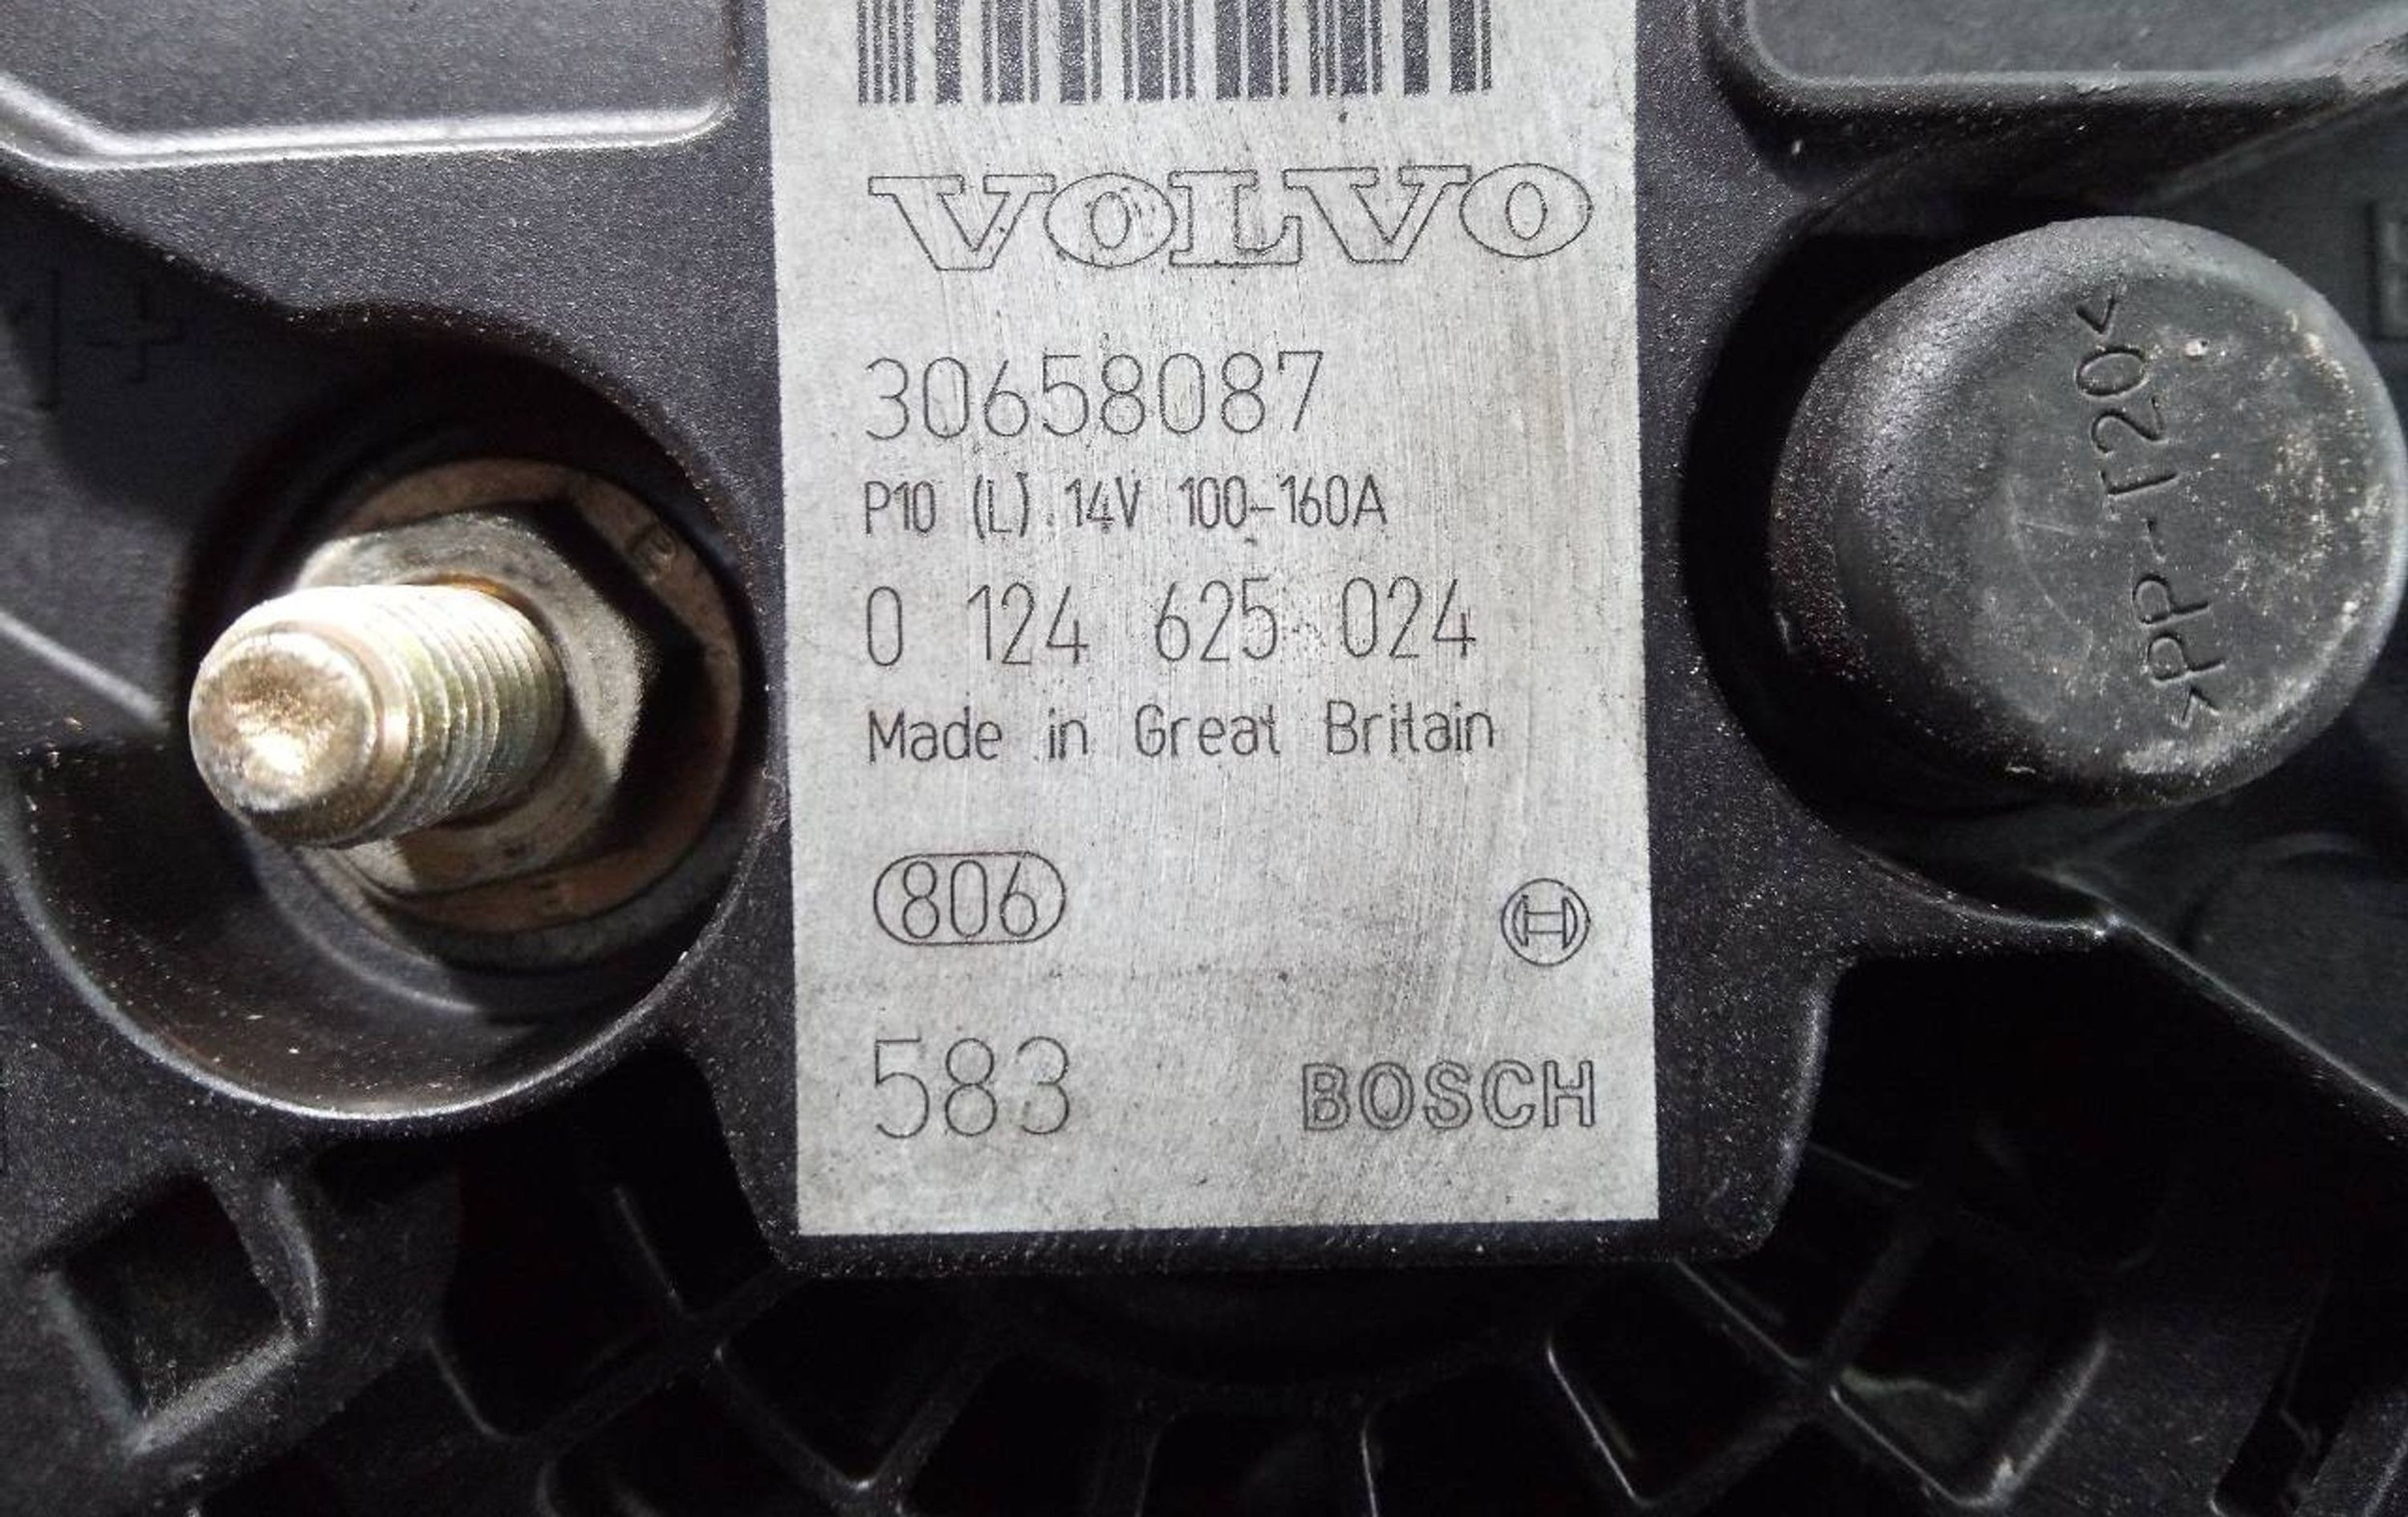 VOLVO
30658087
P10 (L) 14V 100-160A
0 124 625 024
Made in Great Britain
806
583 BOSCH
>PP-T20<